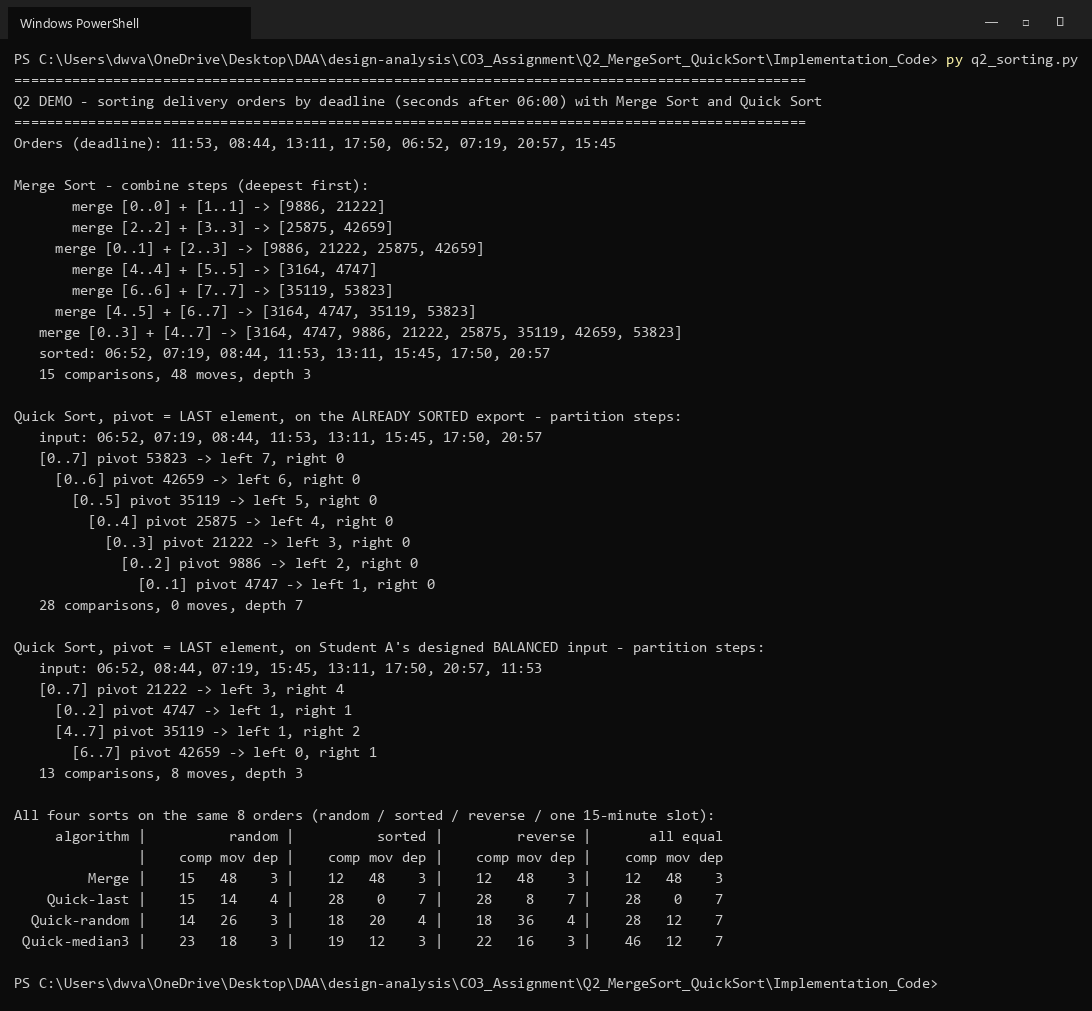 Windows PowerShell
PS C:\Users\dwva\OneDrive\Desktop\DAA\design-analysis\CO3_Assignment\Q2_MergeSort_QuickSort\Implementation_Code> py q2_sorting.py
================================================================================================
Q2 DEMO - sorting delivery orders by deadline (seconds after 06:00) with Merge Sort and Quick Sort
================================================================================================
Orders (deadline): 11:53, 08:44, 13:11, 17:50, 06:52, 07:19, 20:57, 15:45

Merge Sort - combine steps (deepest first):
       merge [0..0] + [1..1] -> [9886, 21222]
       merge [2..2] + [3..3] -> [25875, 42659]
     merge [0..1] + [2..3] -> [9886, 21222, 25875, 42659]
       merge [4..4] + [5..5] -> [3164, 4747]
       merge [6..6] + [7..7] -> [35119, 53823]
     merge [4..5] + [6..7] -> [3164, 4747, 35119, 53823]
   merge [0..3] + [4..7] -> [3164, 4747, 9886, 21222, 25875, 35119, 42659, 53823]
   sorted: 06:52, 07:19, 08:44, 11:53, 13:11, 15:45, 17:50, 20:57
   15 comparisons, 48 moves, depth 3

Quick Sort, pivot = LAST element, on the ALREADY SORTED export - partition steps:
   input: 06:52, 07:19, 08:44, 11:53, 13:11, 15:45, 17:50, 20:57
   [0..7] pivot 53823 -> left 7, right 0
     [0..6] pivot 42659 -> left 6, right 0
       [0..5] pivot 35119 -> left 5, right 0
         [0..4] pivot 25875 -> left 4, right 0
           [0..3] pivot 21222 -> left 3, right 0
             [0..2] pivot 9886 -> left 2, right 0
               [0..1] pivot 4747 -> left 1, right 0
   28 comparisons, 0 moves, depth 7

Quick Sort, pivot = LAST element, on Student A's designed BALANCED input - partition steps:
   input: 06:52, 08:44, 07:19, 15:45, 13:11, 17:50, 20:57, 11:53
   [0..7] pivot 21222 -> left 3, right 4
     [0..2] pivot 4747 -> left 1, right 1
     [4..7] pivot 35119 -> left 1, right 2
       [6..7] pivot 42659 -> left 0, right 1
   13 comparisons, 8 moves, depth 3

All four sorts on the same 8 orders (random / sorted / reverse / one 15-minute slot):
     algorithm |          random |          sorted |         reverse |       all equal
               |    comp mov dep |    comp mov dep |    comp mov dep |    comp mov dep
         Merge |    15   48    3 |    12   48    3 |    12   48    3 |    12   48    3
    Quick-last |    15   14    4 |    28    0    7 |    28    8    7 |    28    0    7
  Quick-random |    14   26    3 |    18   20    4 |    18   36    4 |    28   12    7
 Quick-median3 |    23   18    3 |    19   12    3 |    22   16    3 |    46   12    7

PS C:\Users\dwva\OneDrive\Desktop\DAA\design-analysis\CO3_Assignment\Q2_MergeSort_QuickSort\Implementation_Code>